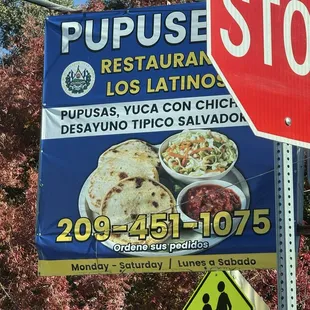 PUPUSE
RESTAURAN
LOS LATINOS
PUPUSAS, YUCA CON CHICH
DESAYUNO TIPICO SALVADOR
209-451-1075
Ordene sus pedidos
Monday - Saturday / Lunes a Sabado
STO